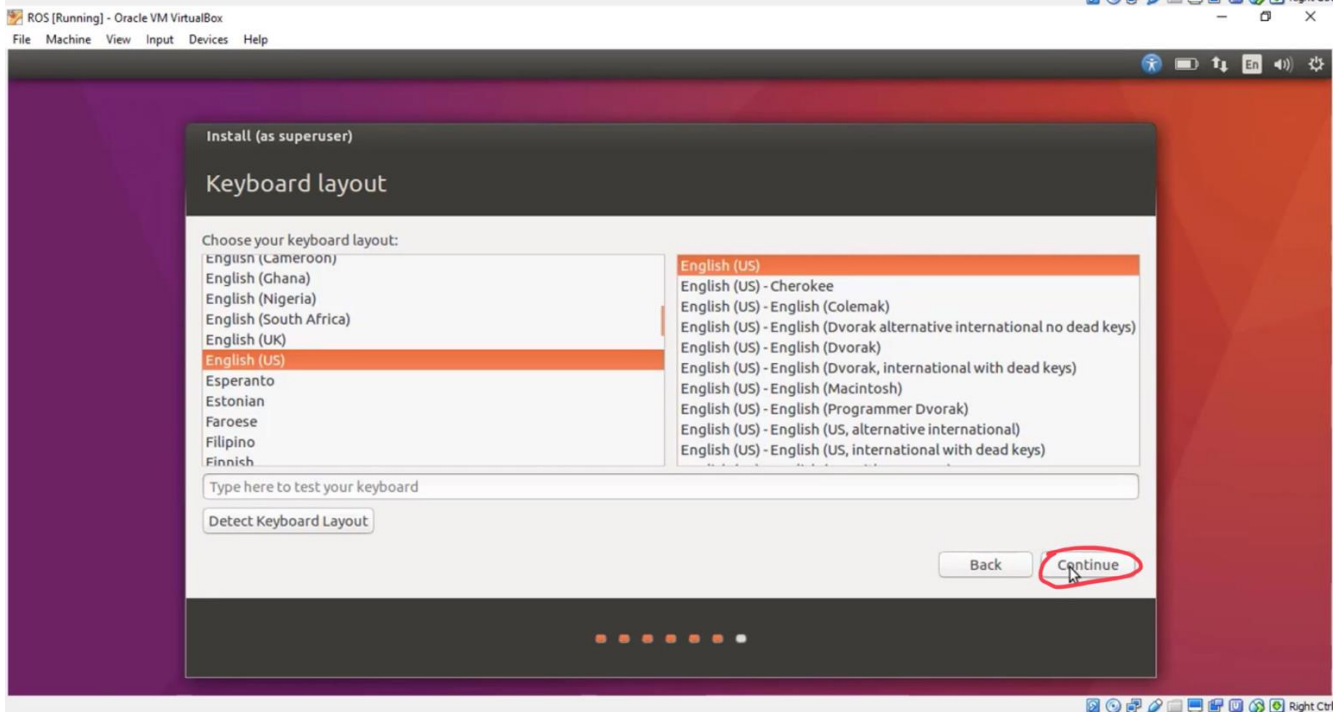 Right Ctrl
ROS [Running] - Oracle VM VirtualBox
File Machine View Input Devices Help
En
Install (as superuser)
Keyboard layout
Choose your keyboard layout:
English (Cameroon)
English (Ghana)
English (Nigeria)
English (South Africa)
English (UK)
English (US)
Esperanto
Estonian
Faroese
Filipino
Finnish
English (US)
English (US) - Cherokee
English (US) - English (Colemak)
English (US) - English (Dvorak alternative international no dead keys)
English (US) - English (Dvorak)
English (US) - English (Dvorak, international with dead keys)
English (US) - English (Macintosh)
English (US) - English (Programmer Dvorak)
English (US) - English (US, alternative international)
English (US) - English (US, international with dead keys)
Type here to test your keyboard
Detect Keyboard Layout
Back Continue
Right Ctrl